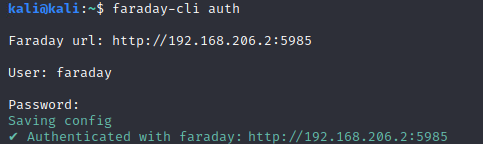 kali@kali:~$ faraday-cli auth
Faraday url: http://192.168.206.2:5985
User: faraday
Password:
Saving config
✔ Authenticated with faraday: http://192.168.206.2:5985